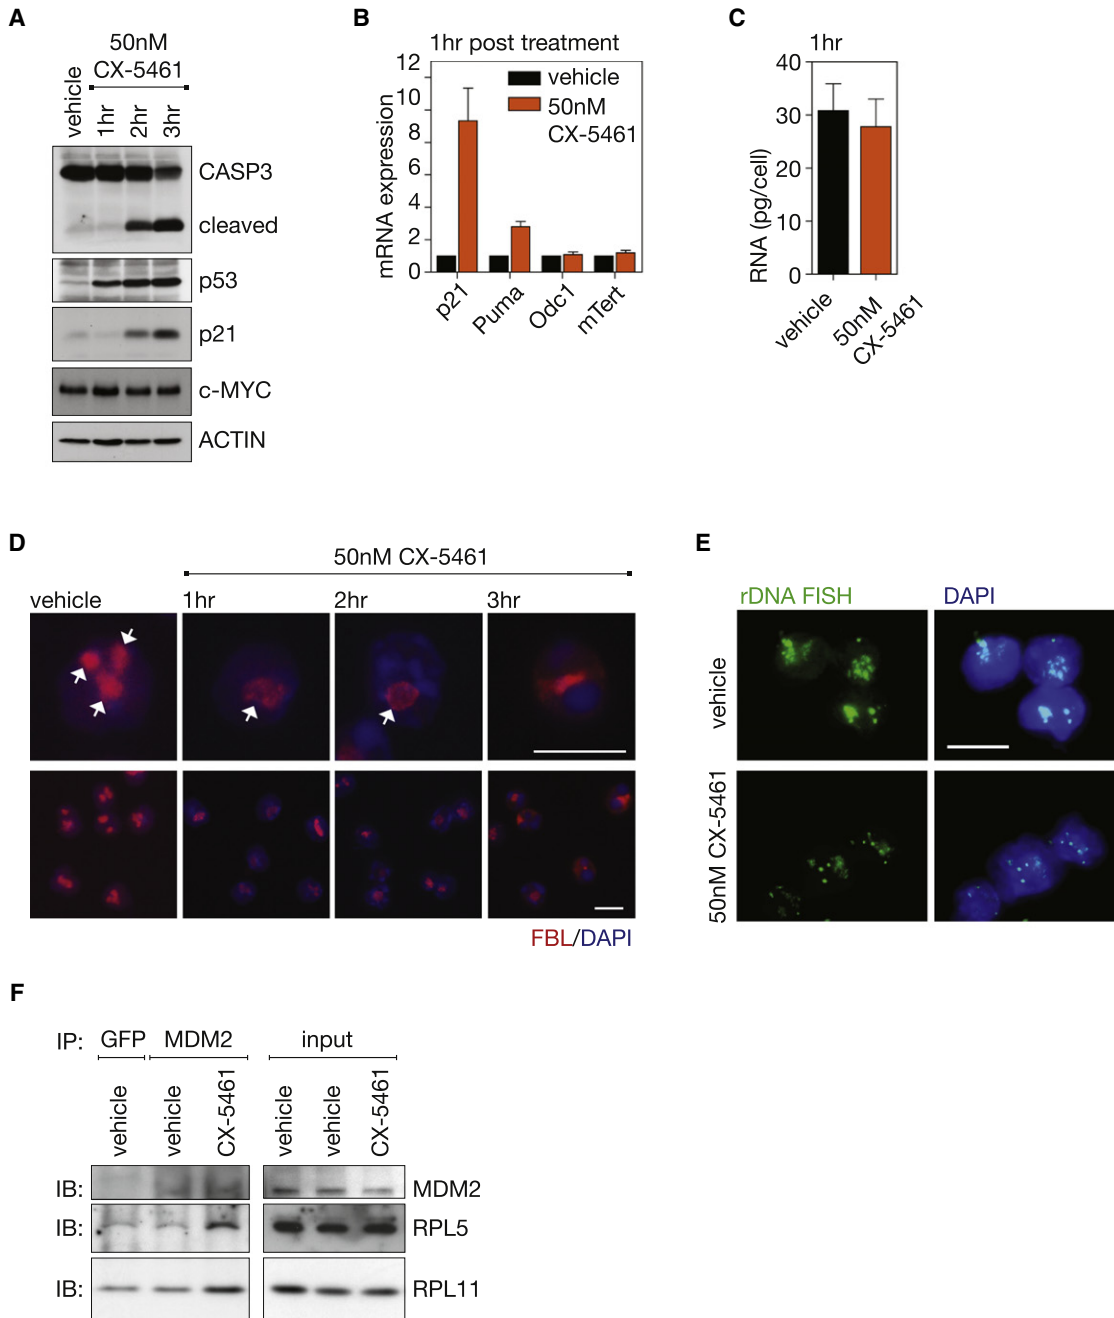 A
50nM
CX-5461
vehicle
1hr
2hr
3hr
CASP3
cleaved
p53
p21
c-MYC
ACTIN
B
1hr post treatment
mRNA expression
12
10
8
6
4
2
0
vehicle
50nM
CX-5461
p21
Puma
Odc1
mTert
C
1hr
RNA (pg/cell)
40
30
20
10
0
vehicle
50nM
CX-5461
D
50nM CX-5461
vehicle
1hr
2hr
3hr
FBL/DAPI
E
rDNA FISH
DAPI
vehicle
50nM CX-5461
F
IP:
GFP
MDM2
input
vehicle
vehicle
CX-5461
vehicle
vehicle
CX-5461
IB:
MDM2
IB:
RPL5
IB:
RPL11